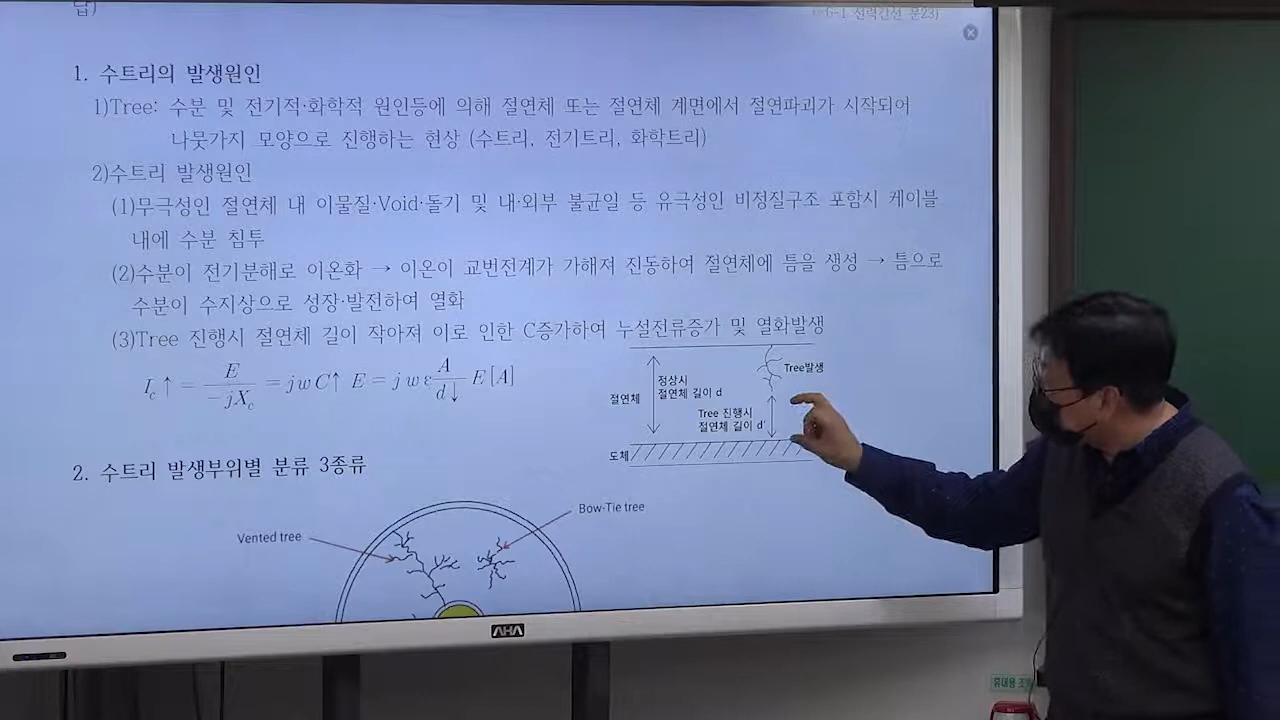 답)
1. 수트리의 발생원인
1)Tree: 수분 및 전기적·화학적 원인등에 의해 절연체 또는 절연체 계면에서 절연파괴가 시작되어
나뭇가지 모양으로 진행하는 현상 (수트리, 전기트리, 화학트리)
2)수트리 발생원인
(1)무극성인 절연체 내 이물질·Void·돌기 및 내·외부 불균일 등 유극성인 비정질구조 포함시 케이블
내에 수분 침투
(2)수분이 전기분해로 이온화 → 이온이 교번전계가 가해져 진동하여 절연체에 틈을 생성 → 틈으로
수분이 수지상으로 성장·발전하여 열화
(3)Tree 진행시 절연체 길이 작아져 이로 인한 C증가하여 누설전류증가 및 열화발생
I_c↑ = E / -jX_c = jwC↑ E = jwε A / d↓ E[A]
Tree발생
정상시
절연체 길이 d
절연체
Tree 진행시
절연체 길이 d'
도체
2. 수트리 발생부위별 분류 3종류
Vented tree
Bow-Tie tree
AHA